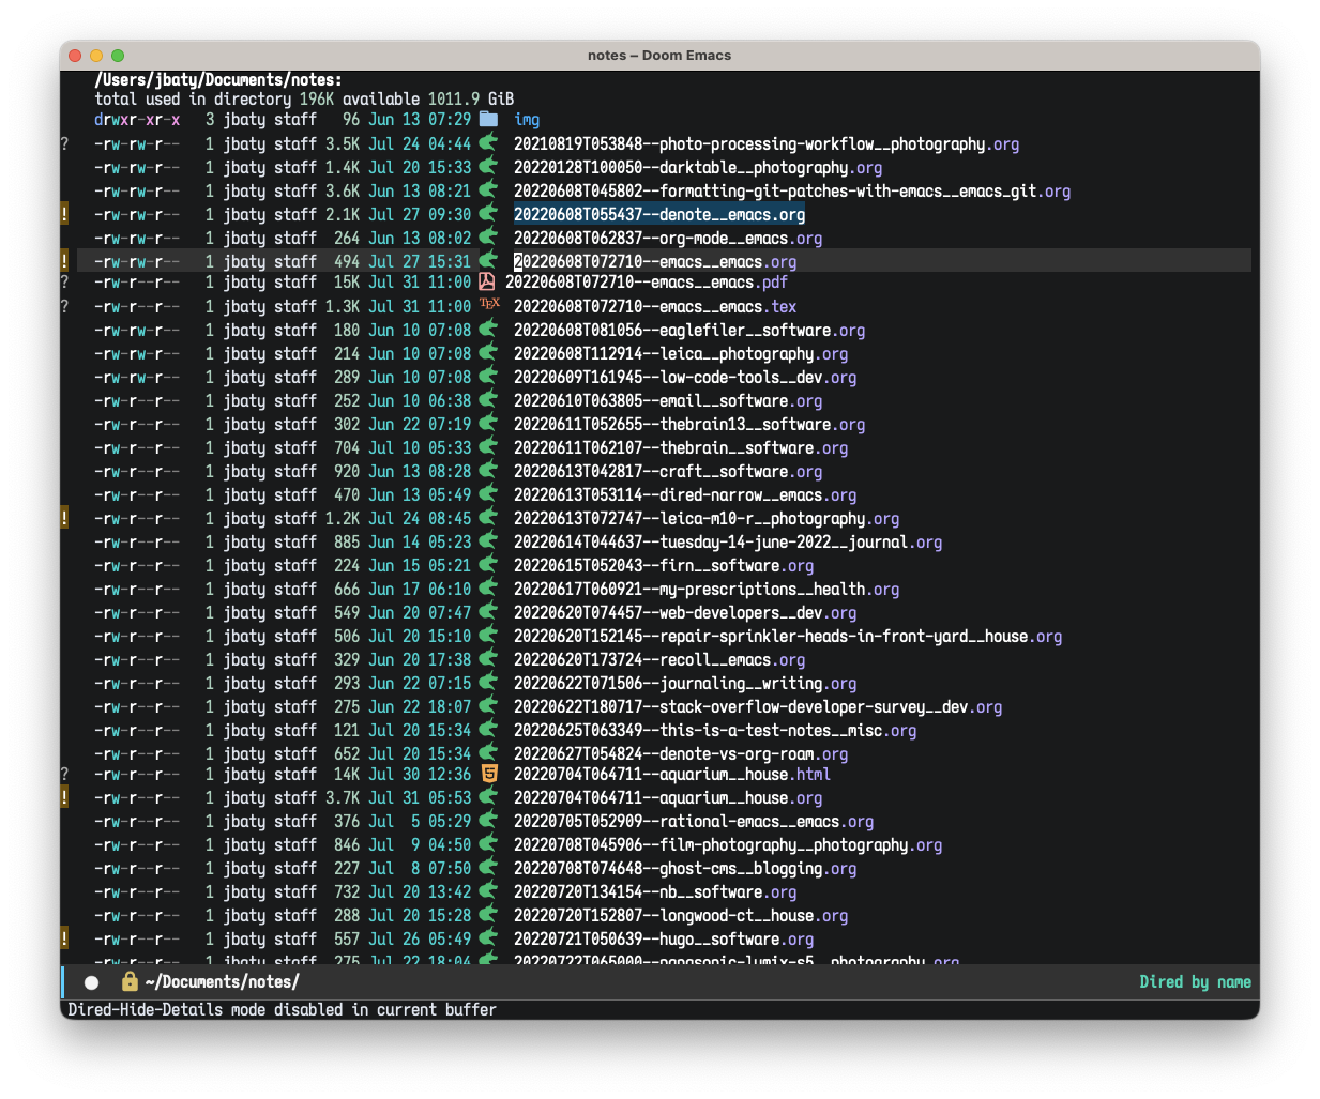 notes – Doom Emacs
/Users/jbaty/Documents/notes:
total used in directory 196K available 1011.9 GiB
drwxr-xr-x 3 jbaty staff 96 Jun 13 07:29 img
? -rw-rw-r-- 1 jbaty staff 3.5K Jul 24 04:44 20210819T053848--photo-processing-workflow__photography.org
-rw-rw-r-- 1 jbaty staff 1.4K Jul 20 15:33 20220128T100050--darktable__photography.org
-rw-rw-r-- 1 jbaty staff 3.6K Jun 13 08:21 20220608T045802--formatting-git-patches-with-emacs__emacs_git.org
! -rw-rw-r-- 1 jbaty staff 2.1K Jul 27 09:30 20220608T055437--denote__emacs.org
-rw-rw-r-- 1 jbaty staff 264 Jun 13 08:02 20220608T062837--org-mode__emacs.org
! -rw-rw-r-- 1 jbaty staff 494 Jul 27 15:31 20220608T072710--emacs__emacs.org
? -rw-r--r-- 1 jbaty staff 15K Jul 31 11:00 20220608T072710--emacs__emacs.pdf
? -rw-r--r-- 1 jbaty staff 1.3K Jul 31 11:00 TEX 20220608T072710--emacs__emacs.tex
-rw-rw-r-- 1 jbaty staff 180 Jun 10 07:08 20220608T081056--eaglefiler__software.org
-rw-rw-r-- 1 jbaty staff 214 Jun 10 07:08 20220608T112914--leica__photography.org
-rw-rw-r-- 1 jbaty staff 289 Jun 10 07:08 20220609T161945--low-code-tools__dev.org
-rw-r--r-- 1 jbaty staff 252 Jun 10 06:38 20220610T063805--email__software.org
-rw-r--r-- 1 jbaty staff 302 Jun 22 07:19 20220611T052655--thebrain13__software.org
-rw-r--r-- 1 jbaty staff 704 Jul 10 05:33 20220611T062107--thebrain__software.org
-rw-r--r-- 1 jbaty staff 920 Jun 13 08:28 20220613T042817--craft__software.org
-rw-r--r-- 1 jbaty staff 470 Jun 13 05:49 20220613T053114--dired-narrow__emacs.org
! -rw-r--r-- 1 jbaty staff 1.2K Jul 24 08:45 20220613T072747--leica-m10-r__photography.org
-rw-r--r-- 1 jbaty staff 885 Jun 14 05:23 20220614T044637--tuesday-14-june-2022__journal.org
-rw-r--r-- 1 jbaty staff 224 Jun 15 05:21 20220615T052043--firn__software.org
-rw-r--r-- 1 jbaty staff 666 Jun 17 06:10 20220617T060921--my-prescriptions__health.org
-rw-r--r-- 1 jbaty staff 549 Jun 20 07:47 20220620T074457--web-developers__dev.org
-rw-r--r-- 1 jbaty staff 506 Jul 20 15:10 20220620T152145--repair-sprinkler-heads-in-front-yard__house.org
-rw-r--r-- 1 jbaty staff 329 Jun 20 17:38 20220620T173724--recoll__emacs.org
-rw-r--r-- 1 jbaty staff 293 Jun 22 07:15 20220622T071506--journaling__writing.org
-rw-r--r-- 1 jbaty staff 275 Jun 22 18:07 20220622T180717--stack-overflow-developer-survey__dev.org
-rw-r--r-- 1 jbaty staff 121 Jul 20 15:34 20220625T063349--this-is-a-test-notes__misc.org
-rw-r--r-- 1 jbaty staff 652 Jul 20 15:34 20220627T054824--denote-vs-org-roam.org
? -rw-r--r-- 1 jbaty staff 14K Jul 30 12:36 5 20220704T064711--aquarium__house.html
! -rw-r--r-- 1 jbaty staff 3.7K Jul 31 05:53 20220704T064711--aquarium__house.org
-rw-r--r-- 1 jbaty staff 376 Jul 5 05:29 20220705T052909--rational-emacs__emacs.org
-rw-r--r-- 1 jbaty staff 846 Jul 9 04:50 20220708T045906--film-photography__photography.org
-rw-r--r-- 1 jbaty staff 227 Jul 8 07:50 20220708T074648--ghost-cms__blogging.org
-rw-r--r-- 1 jbaty staff 732 Jul 20 13:42 20220720T134154--nb__software.org
-rw-r--r-- 1 jbaty staff 288 Jul 20 15:28 20220720T152807--longwood-ct__house.org
! -rw-r--r-- 1 jbaty staff 557 Jul 26 05:49 20220721T050639--hugo__software.org
-rw-r--r-- 1 jbaty staff 275 Jul 22 18:04 20220722T065000--panasonic-lumix-s5__photography.org
~/Documents/notes/ Dired by name
Dired-Hide-Details mode disabled in current buffer